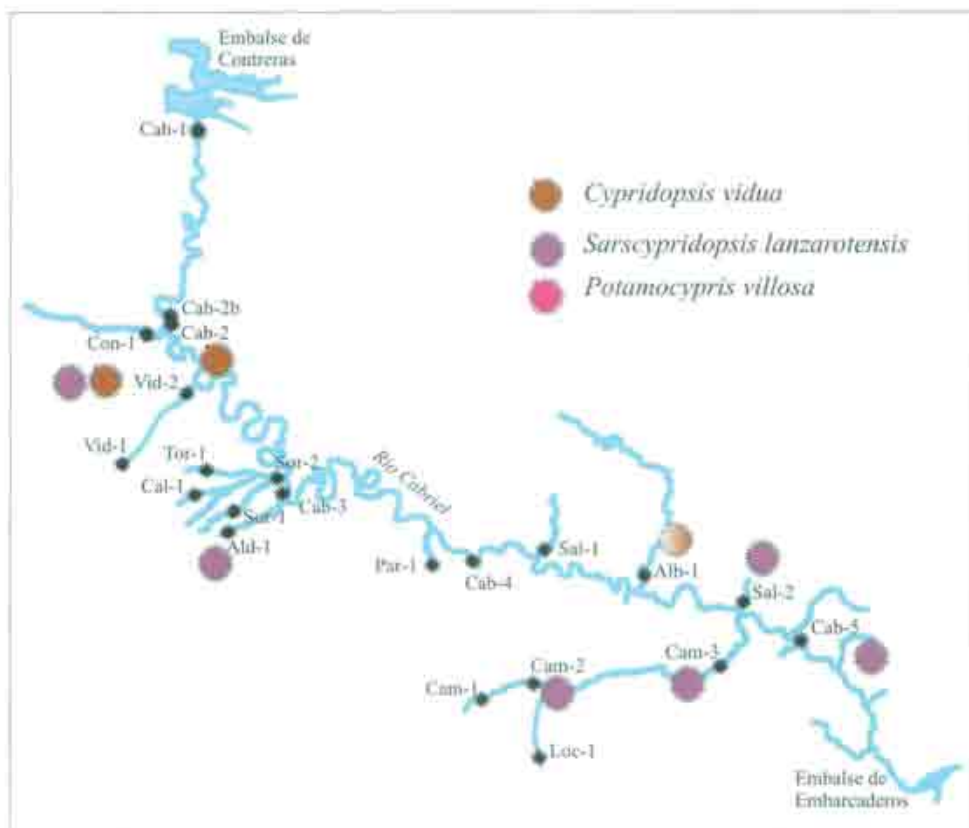 Embalse de
Contreras
Cab-1
Cypridopsis vidua
Sarscypridopsis lanzarotensis
Potamocypris villosa
Cab-2b
Cab-2
Con-1
Vid-2
Vid-1
Tor-1
Sor-2
Río Cabriel
Cal-1
Cab-3
Sor-1
Ald-1
Par-1
Cab-4
Sal-1
Alb-1
Sal-2
Cab-5
Cam-3
Cam-2
Cam-1
Loc-1
Embalse de
Embarcaderos